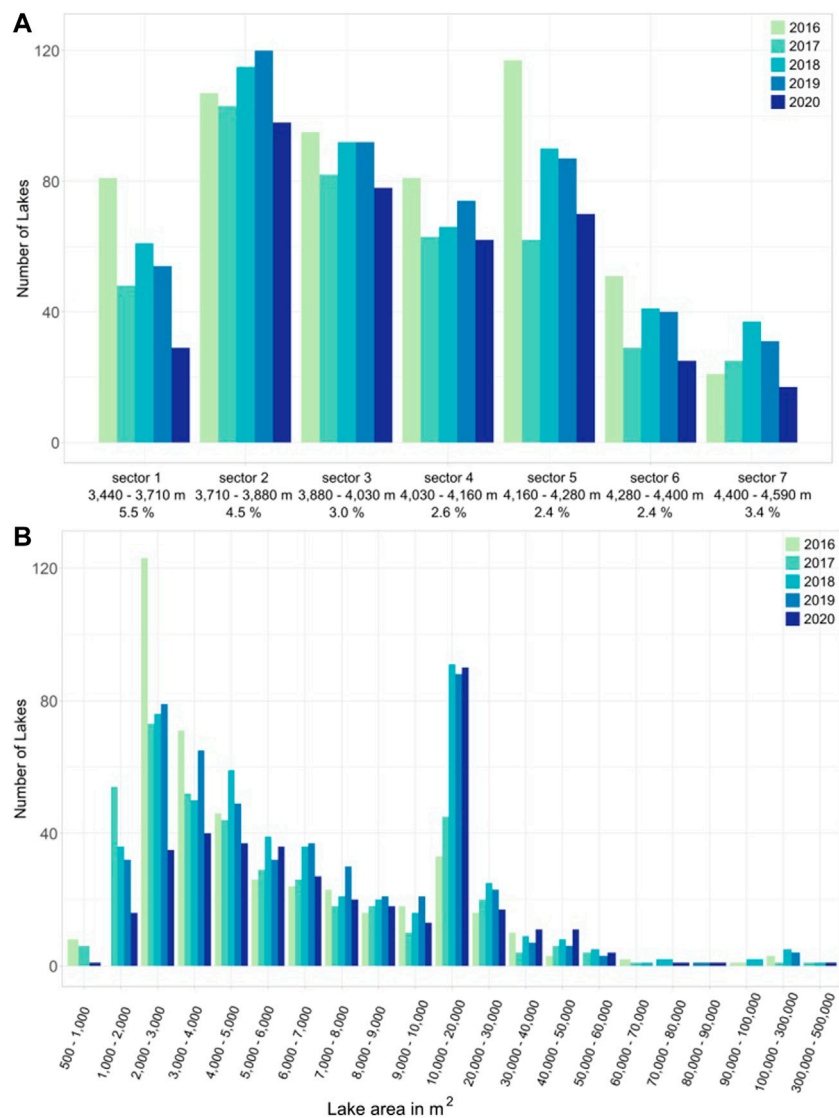 A
2016
2017
2018
2019
2020
120
80
40
0
Number of Lakes
sector 1 sector 2 sector 3 sector 4 sector 5 sector 6 sector 7
3,440 - 3,710 m 3,710 - 3,880 m 3,880 - 4,030 m 4,030 - 4,160 m 4,160 - 4,280 m 4,280 - 4,400 m 4,400 - 4,590 m
5.5 % 4.5 % 3.0 % 2.6 % 2.4 % 2.4 % 3.4 %
B
2016
2017
2018
2019
2020
120
80
40
0
Number of Lakes
500 - 1,000
1,000 - 2,000
2,000 - 3,000
3,000 - 4,000
4,000 - 5,000
5,000 - 6,000
6,000 - 7,000
7,000 - 8,000
8,000 - 9,000
9,000 - 10,000
10,000 - 20,000
20,000 - 30,000
30,000 - 40,000
40,000 - 50,000
50,000 - 60,000
60,000 - 70,000
70,000 - 80,000
80,000 - 90,000
90,000 - 100,000
100,000 - 300,000
300,000 - 500,000
Lake area in m²